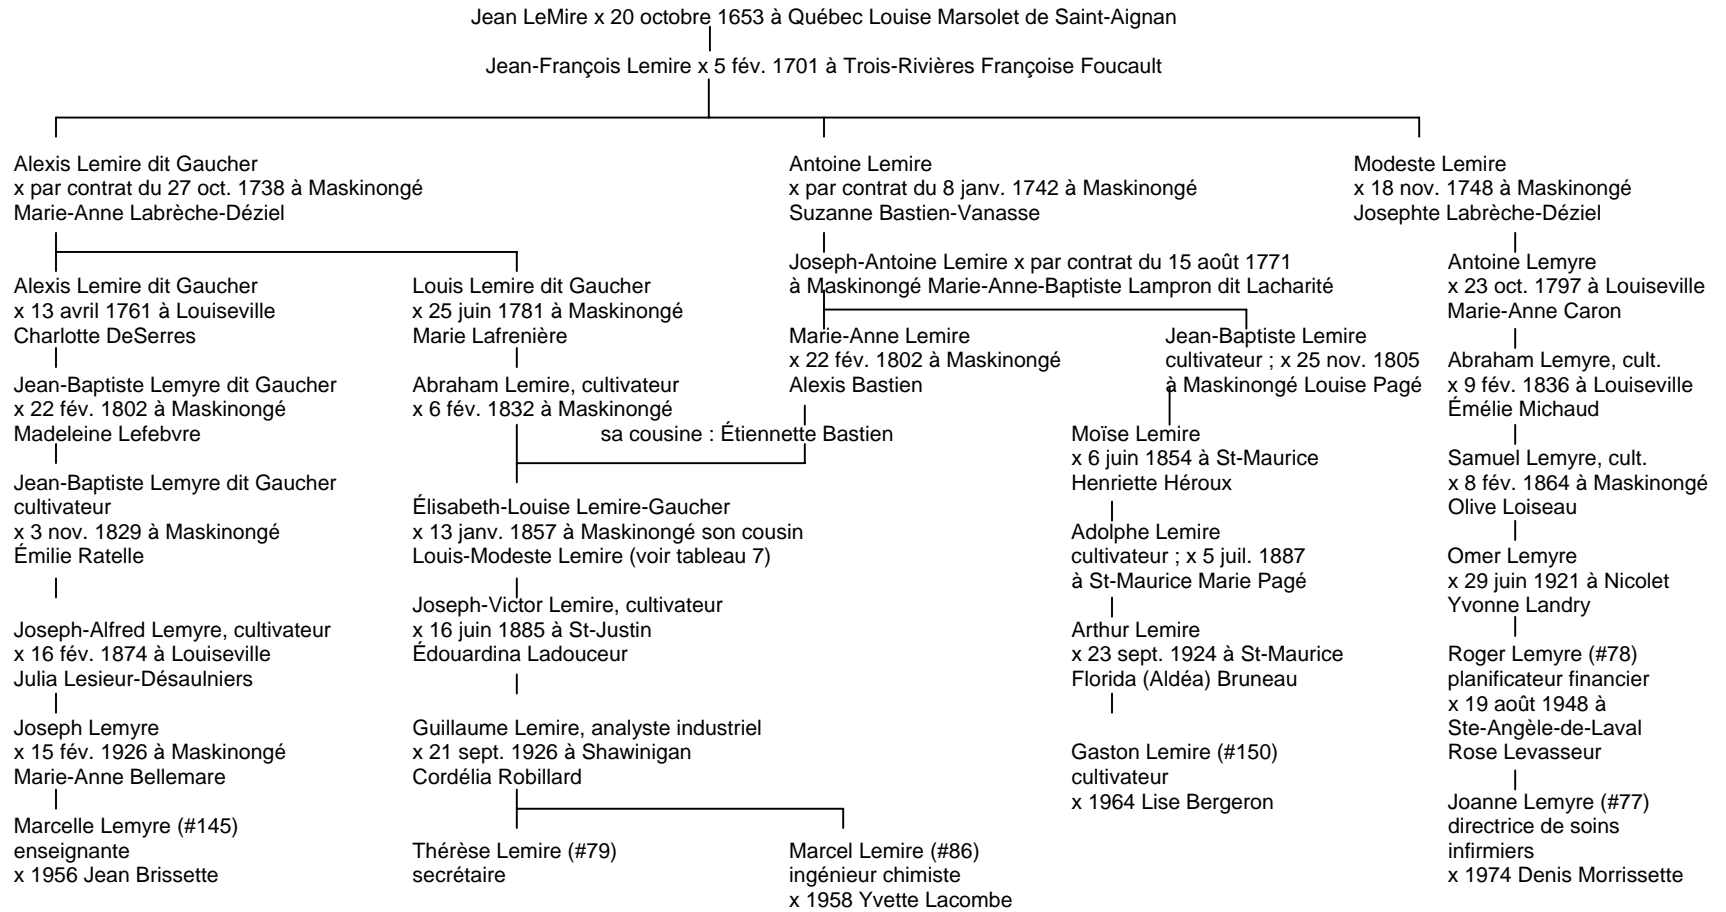 Jean LeMire x 20 octobre 1653 à Québec Louise Marsolet de Saint-Aignan
Jean-François Lemire x 5 fév. 1701 à Trois-Rivières Françoise Foucault
Alexis Lemire dit Gaucher
x par contrat du 27 oct. 1738 à Maskinongé
Marie-Anne Labrèche-Déziel
Antoine Lemire
x par contrat du 8 janv. 1742 à Maskinongé
Suzanne Bastien-Vanasse
Modeste Lemire
x 18 nov. 1748 à Maskinongé
Josephte Labrèche-Déziel
Alexis Lemire dit Gaucher
x 13 avril 1761 à Louiseville
Charlotte DeSerres
Jean-Baptiste Lemyre dit Gaucher
x 22 fév. 1802 à Maskinongé
Madeleine Lefebvre
Jean-Baptiste Lemyre dit Gaucher
cultivateur
x 3 nov. 1829 à Maskinongé
Émilie Ratelle
Joseph-Alfred Lemyre, cultivateur
x 16 fév. 1874 à Louiseville
Julia Lesieur-Désaulniers
Joseph Lemyre
x 15 fév. 1926 à Maskinongé
Marie-Anne Bellemare
Marcelle Lemyre (#145)
enseignante
x 1956 Jean Brissette
Louis Lemire dit Gaucher
x 25 juin 1781 à Maskinongé
Marie Lafrenière
Abraham Lemire, cultivateur
x 6 fév. 1832 à Maskinongé
sa cousine : Étiennette Bastien
Élisabeth-Louise Lemire-Gaucher
x 13 janv. 1857 à Maskinongé son cousin
Louis-Modeste Lemire (voir tableau 7)
Joseph-Victor Lemire, cultivateur
x 16 juin 1885 à St-Justin
Édouardina Ladouceur
Guillaume Lemire, analyste industriel
x 21 sept. 1926 à Shawinigan
Cordélia Robillard
Thérèse Lemire (#79)
secrétaire
Marcel Lemire (#86)
ingénieur chimiste
x 1958 Yvette Lacombe
Joseph-Antoine Lemire x par contrat du 15 août 1771
à Maskinongé Marie-Anne-Baptiste Lampron dit Lacharité
Marie-Anne Lemire
x 22 fév. 1802 à Maskinongé
Alexis Bastien
Jean-Baptiste Lemire
cultivateur ; x 25 nov. 1805
à Maskinongé Louise Pagé
Moïse Lemire
x 6 juin 1854 à St-Maurice
Henriette Héroux
Adolphe Lemire
cultivateur ; x 5 juil. 1887
à St-Maurice Marie Pagé
Arthur Lemire
x 23 sept. 1924 à St-Maurice
Florida (Aldéa) Bruneau
Gaston Lemire (#150)
cultivateur
x 1964 Lise Bergeron
Antoine Lemyre
x 23 oct. 1797 à Louiseville
Marie-Anne Caron
Abraham Lemyre, cult.
x 9 fév. 1836 à Louiseville
Émélie Michaud
Samuel Lemyre, cult.
x 8 fév. 1864 à Maskinongé
Olive Loiseau
Omer Lemyre
x 29 juin 1921 à Nicolet
Yvonne Landry
Roger Lemyre (#78)
planificateur financier
x 19 août 1948 à
Ste-Angèle-de-Laval
Rose Levasseur
Joanne Lemyre (#77)
directrice de soins
infirmiers
x 1974 Denis Morrissette